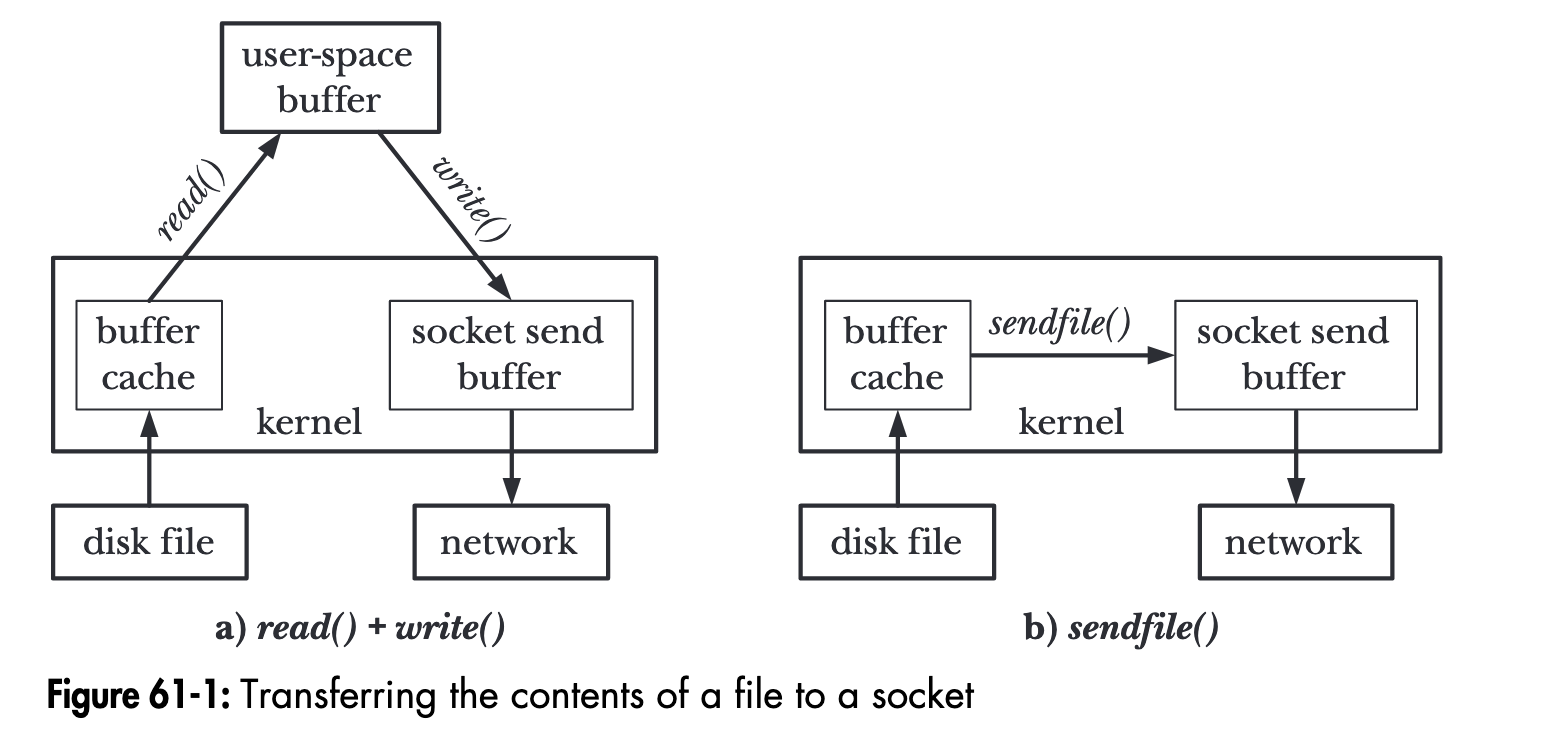 user-space
buffer
read()
write()
buffer
cache
socket send
buffer
kernel
disk file
network
a) read() + write()
buffer
cache
sendfile()
socket send
buffer
kernel
disk file
network
b) sendfile()
Figure 61-1: Transferring the contents of a file to a socket